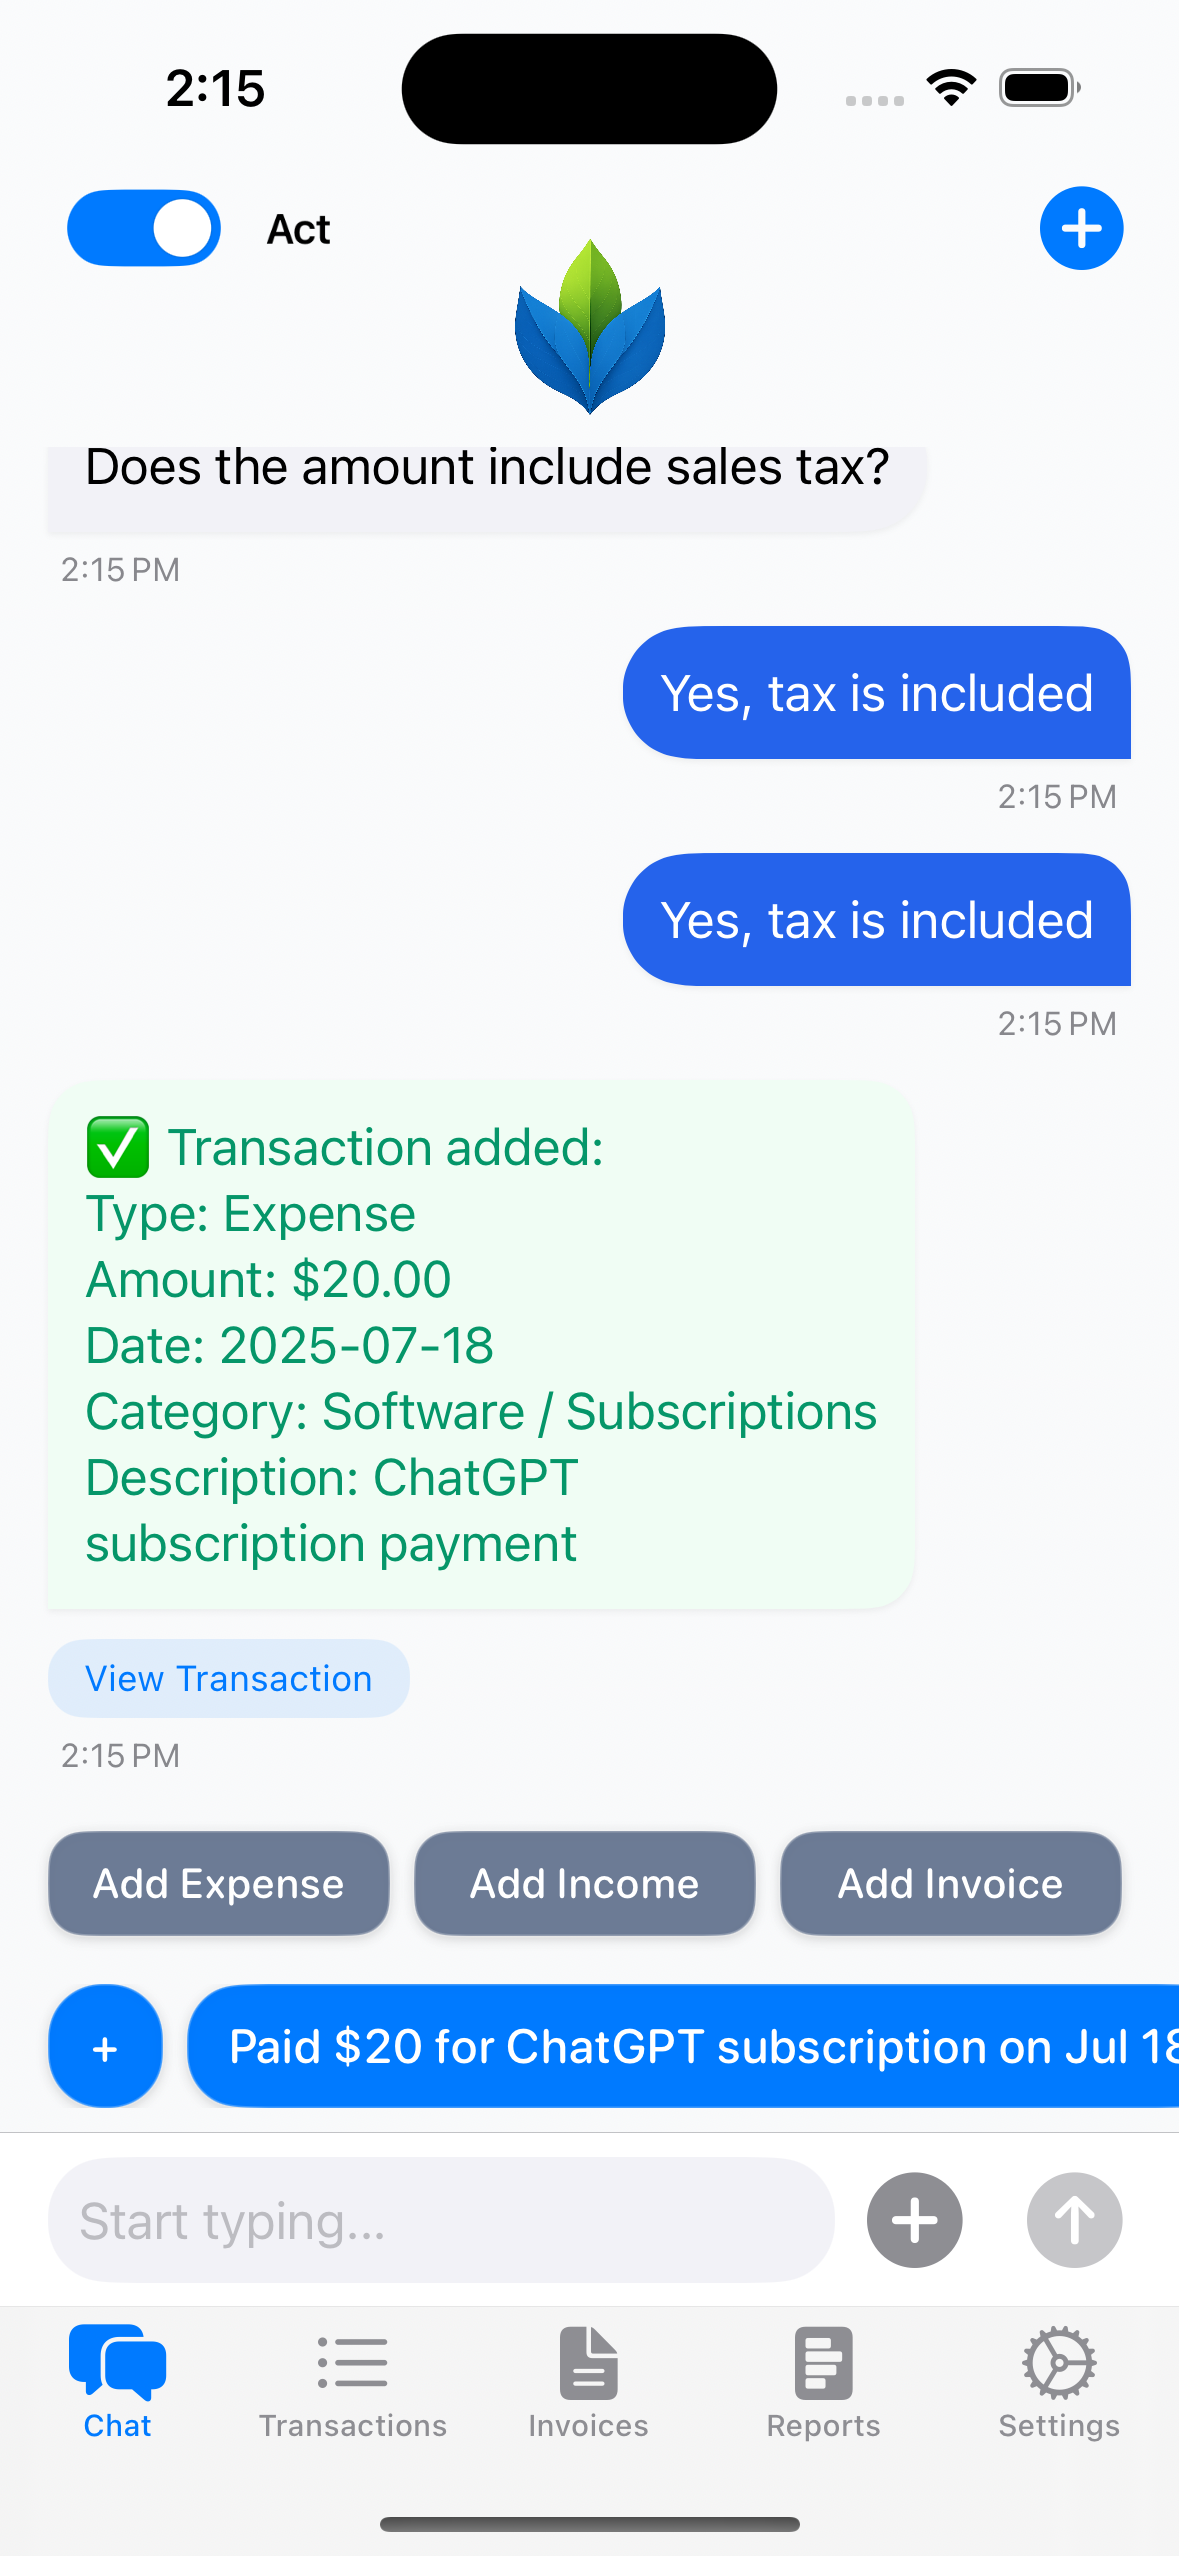 2:15
Act
Does the amount include sales tax?
2:15 PM
Yes, tax is included
2:15 PM
Yes, tax is included
2:15 PM
✅ Transaction added:
Type: Expense
Amount: $20.00
Date: 2025-07-18
Category: Software / Subscriptions
Description: ChatGPT
subscription payment
View Transaction
2:15 PM
Add Expense
Add Income
Add Invoice
+
Paid $20 for ChatGPT subscription on Jul 18
Start typing...
Chat
Transactions
Invoices
Reports
Settings